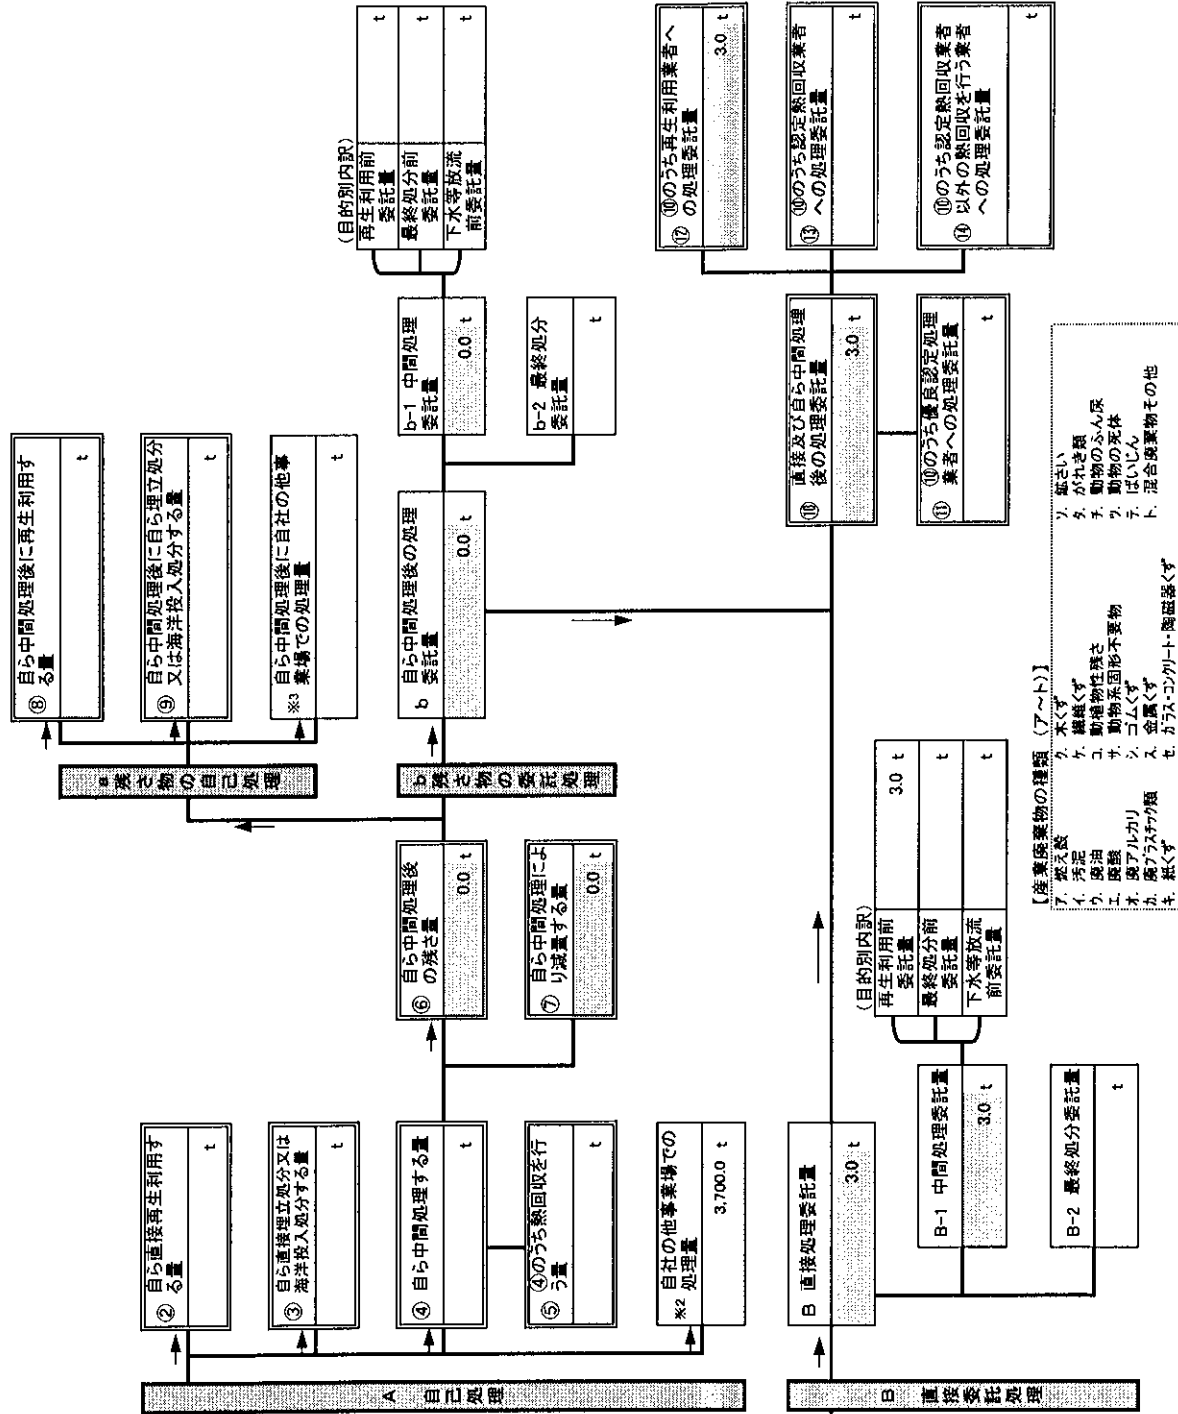 A 自己処理
② 自ら直接再生利用す
る量
t
③ 自ら直接埋立処分又は
海洋投入処分する量
t
④ 自ら中間処理する量
t
⑤ ④のうち熱回収を行
う量
t
※2 自社の他事業場での
処理量
3,700.0 t
⑥ 自ら中間処理後
の残さ量
0.0 t
⑦ 自ら中間処理によ
り減量する量
0.0 t
a 残さ物の自己処理
⑧ 自ら中間処理後に再生利用す
る量
t
⑨ 自ら中間処理後に自ら埋立処分
又は海洋投入処分する量
t
※3 自ら中間処理後に自社の他事
業場での処理量
t
b 残さ物の委託処理
b 自ら中間処理後の処理
委託量
0.0 t
b-1 中間処理
委託量
0.0 t
b-2 最終処分
委託量
t
(目的別内訳)
再生利用前
委託量
t
最終処分前
委託量
t
下水等放流
前委託量
t
B 直接委託処理
B 直接処理委託量
3.0 t
B-1 中間処理委託量
3.0 t
B-2 最終処分委託量
t
(目的別内訳)
再生利用前
委託量
3.0 t
最終処分前
委託量
t
下水等放流
前委託量
t
⑩ 直接及び自ら中間処理
後の処理委託量
3.0 t
⑪ ⑩のうち優良認定処理
業者への処理委託量
t
⑫ ⑩のうち再生利用業者へ
の処理委託量
3.0 t
⑬ ⑩のうち認定熱回収業者
への処理委託量
t
⑭ ⑩のうち認定熱回収業者
以外の熱回収を行う業者
への処理委託量
t
【産業廃棄物の種類 (ア～ト)】
ア. 燃え殻
イ. 汚泥
ウ. 廃油
エ. 廃酸
オ. 廃アルカリ
カ. 廃プラスチック類
キ. 紙くず
ク. 木くず
ケ. 繊維くず
コ. 動植物性残さ
サ. 動物系固形不要物
シ. ゴムくず
ス. 金属くず
セ. ガラス・コンクリート・陶磁器くず
ソ. 鉱さい
タ. がれき類
チ. 動物のふん尿
ツ. 動物の死体
テ. ばいじん
ト. 混合廃棄物その他